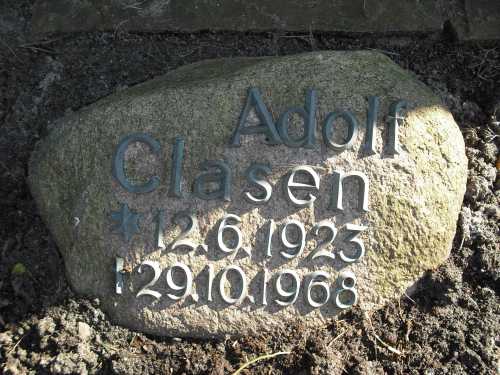 Adolf
Clasen
* 12.6.1923
† 29.10.1968